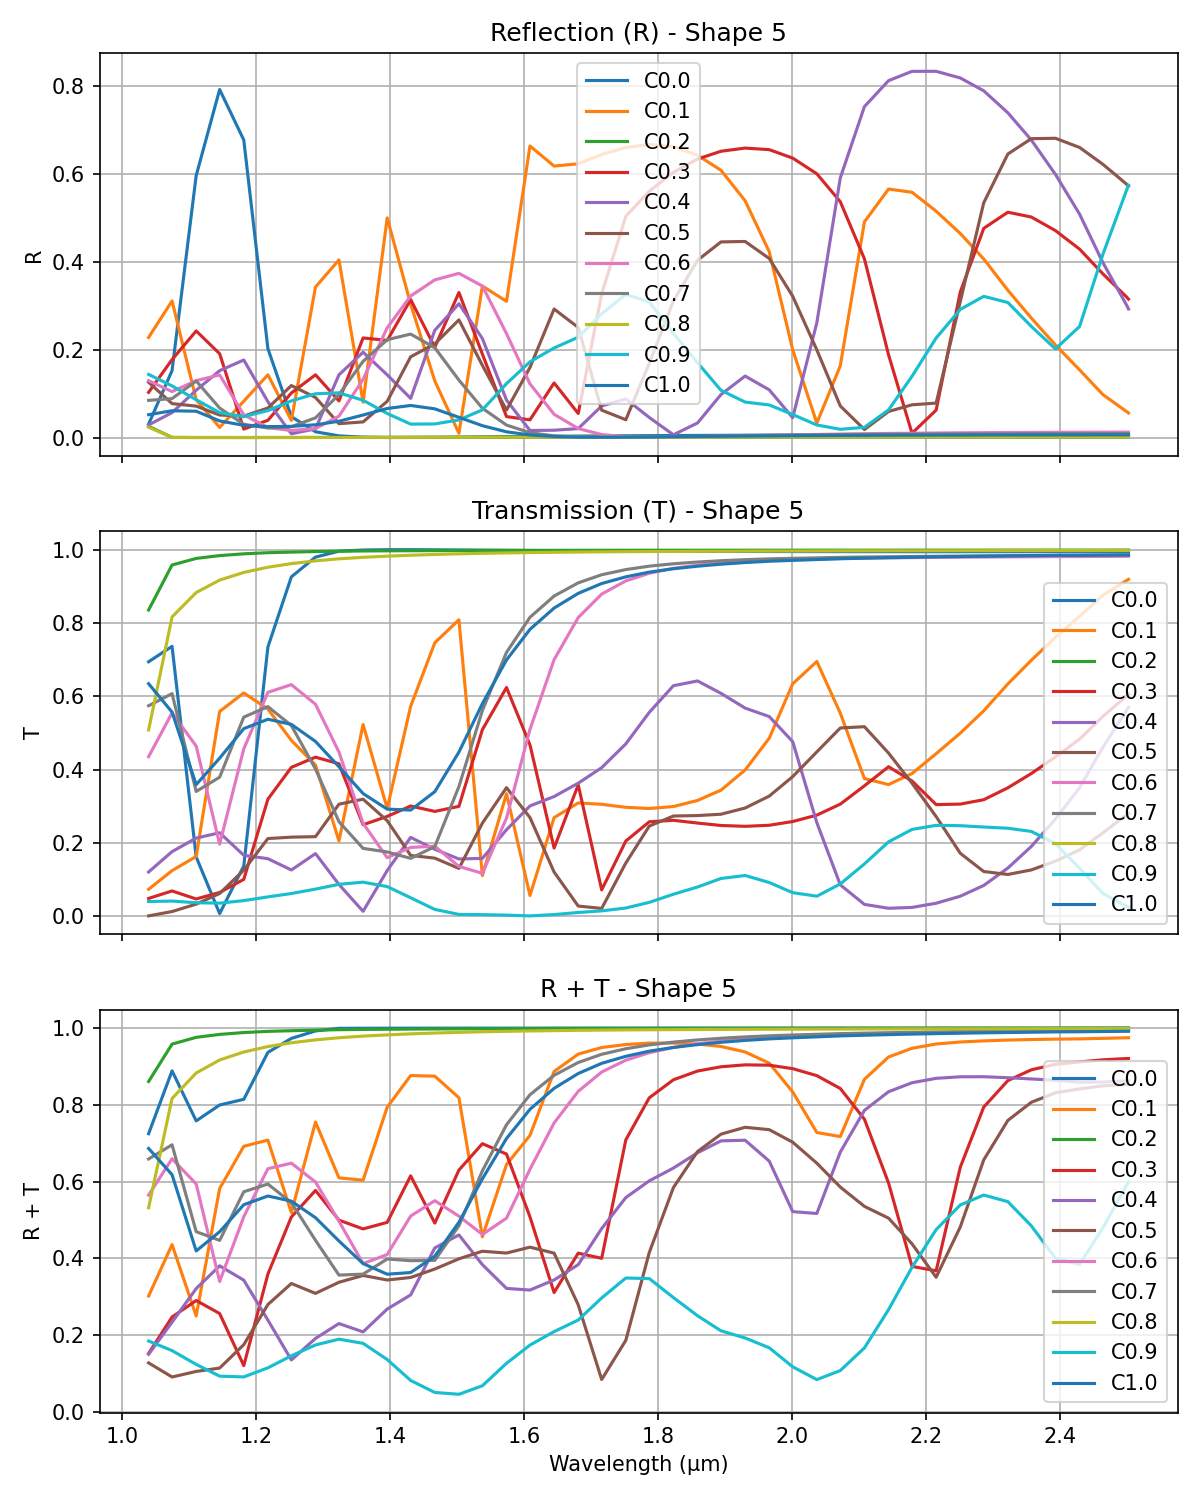 Reflection (R) - Shape 5
R
0.8
0.6
0.4
0.2
0.0
C0.0
C0.1
C0.2
C0.3
C0.4
C0.5
C0.6
C0.7
C0.8
C0.9
C1.0
Transmission (T) - Shape 5
T
1.0
0.8
0.6
0.4
0.2
0.0
C0.0
C0.1
C0.2
C0.3
C0.4
C0.5
C0.6
C0.7
C0.8
C0.9
C1.0
R + T - Shape 5
R + T
1.0
0.8
0.6
0.4
0.2
0.0
C0.0
C0.1
C0.2
C0.3
C0.4
C0.5
C0.6
C0.7
C0.8
C0.9
C1.0
1.0 1.2 1.4 1.6 1.8 2.0 2.2 2.4
Wavelength (μm)